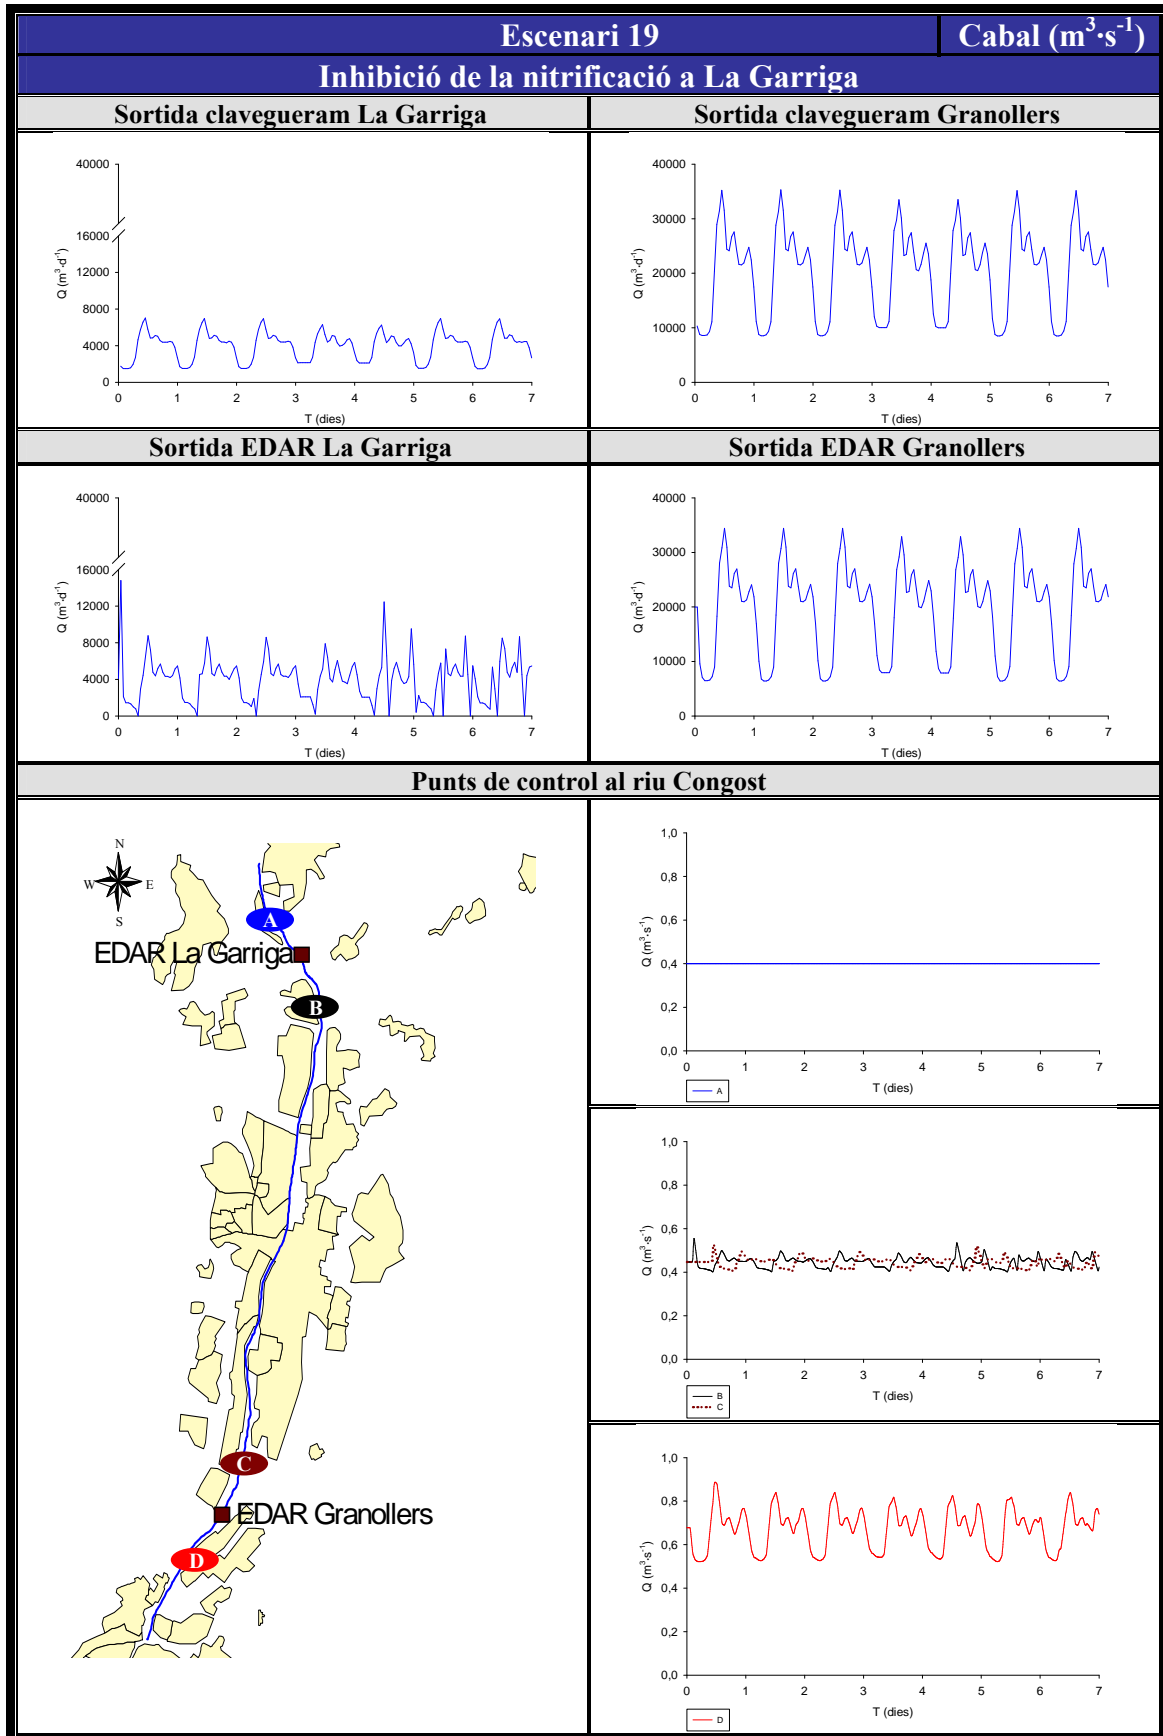 Escenari 19
Cabal (m³·s⁻¹)
Inhibició de la nitrificació a La Garriga
Sortida clavegueram La Garriga
Sortida clavegueram Granollers
40000
16000
12000
8000
4000
0
Q (m³·d⁻¹)
0 1 2 3 4 5 6 7
T (dies)
40000
30000
20000
10000
0
Q (m³·d⁻¹)
0 1 2 3 4 5 6 7
T (dies)
Sortida EDAR La Garriga
Sortida EDAR Granollers
40000
16000
12000
8000
4000
0
Q (m³·d⁻¹)
0 1 2 3 4 5 6 7
T (dies)
40000
30000
20000
10000
0
Q (m³·d⁻¹)
0 1 2 3 4 5 6 7
T (dies)
Punts de control al riu Congost
N
W E
S
A
EDAR La Garriga
B
C
EDAR Granollers
D
1,0
0,8
0,6
0,4
0,2
0,0
Q (m³·s⁻¹)
0 1 2 3 4 5 6 7
T (dies)
A
1,0
0,8
0,6
0,4
0,2
0,0
Q (m³·s⁻¹)
0 1 2 3 4 5 6 7
T (dies)
B
C
1,0
0,8
0,6
0,4
0,2
0,0
Q (m³·s⁻¹)
0 1 2 3 4 5 6 7
T (dies)
D